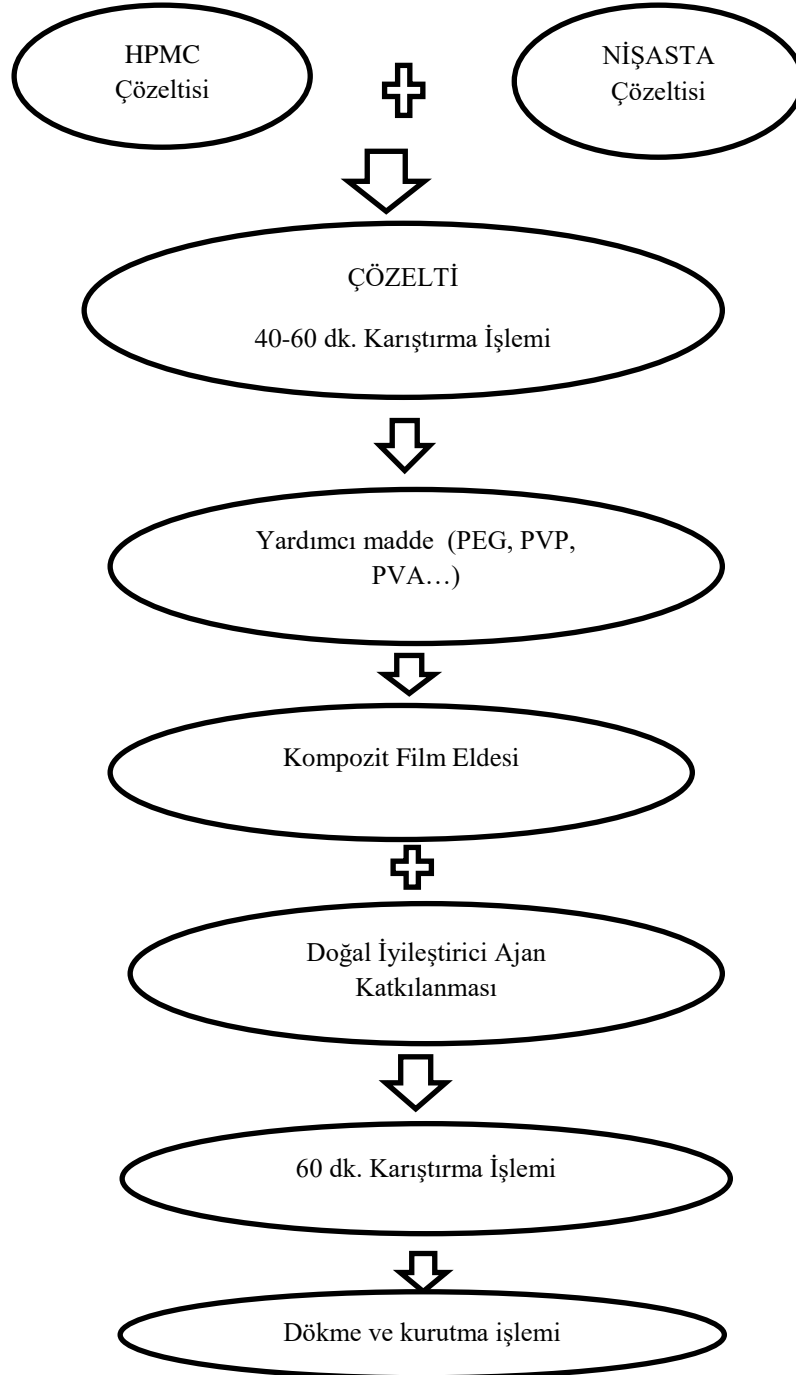 HPMC
Çözeltisi
NİŞASTA
Çözeltisi
ÇÖZELTİ
40-60 dk. Karıştırma İşlemi
Yardımcı madde (PEG, PVP,
PVA…)
Kompozit Film Eldesi
Doğal İyileştirici Ajan
Katkılanması
60 dk. Karıştırma İşlemi
Dökme ve kurutma işlemi